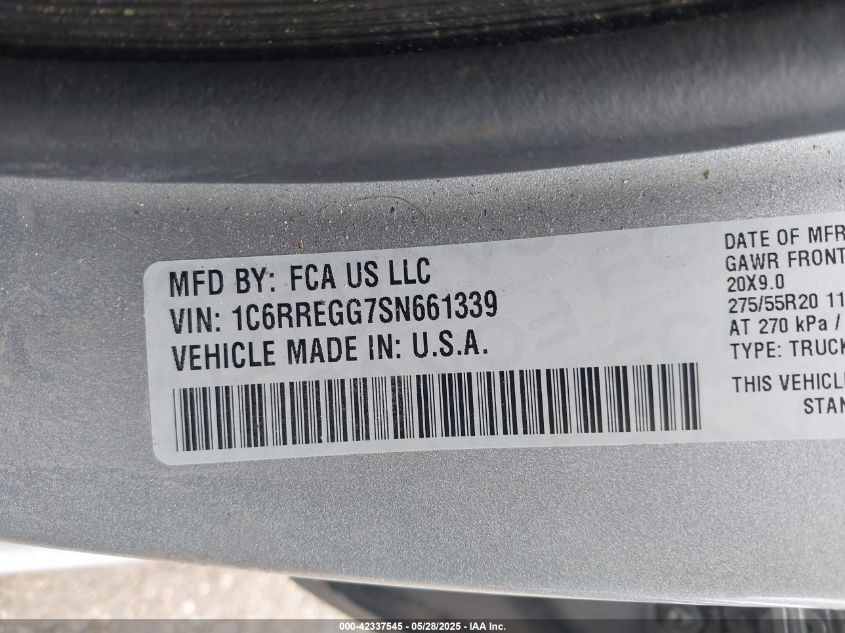 MFD BY: FCA US LLC
VIN: 1C6RREGG7SN661339
VEHICLE MADE IN: U.S.A.
DATE OF MFR
GAWR FRONT
20X9.0
275/55R20 11
AT 270 kPa /
TYPE: TRUCK
THIS VEHICLE
STAN
000-42337545 - 05/28/2025 - IAA Inc.